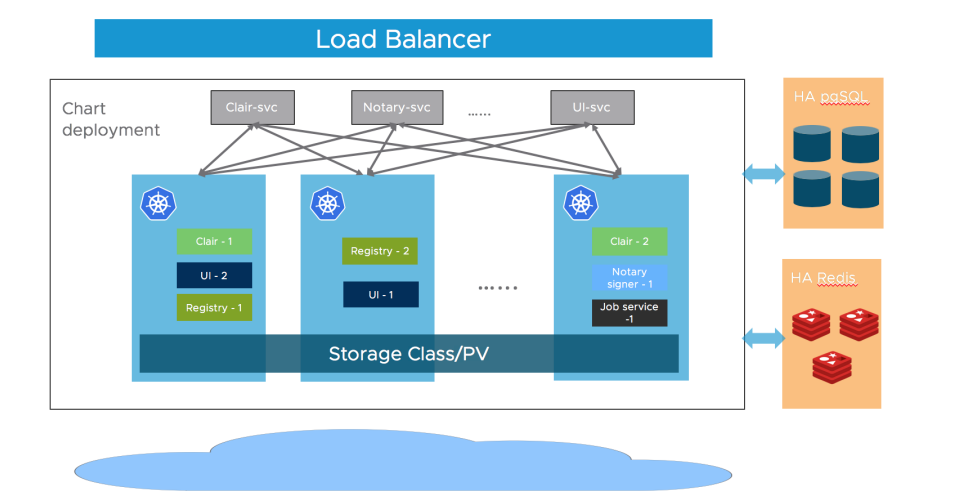 Load Balancer
Chart
deployment
Clair-svc
Notary-svc
......
UI-svc
HA pgSQL
Clair - 1
UI - 2
Registry - 1
Registry - 2
UI - 1
......
Clair - 2
Notary
signer - 1
Job service
-1
Storage Class/PV
HA Redis